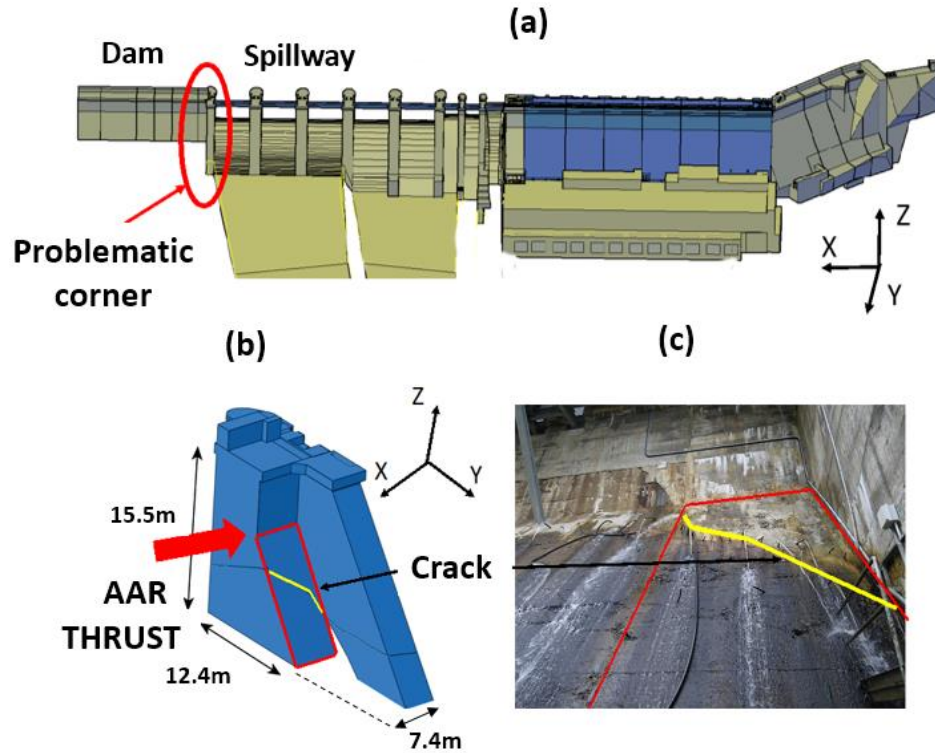 (a)
Dam
Spillway
Problematic
corner
Z
X
Y
(b)
(c)
Z
X
Y
15.5m
AAR
THRUST
Crack
12.4m
7.4m